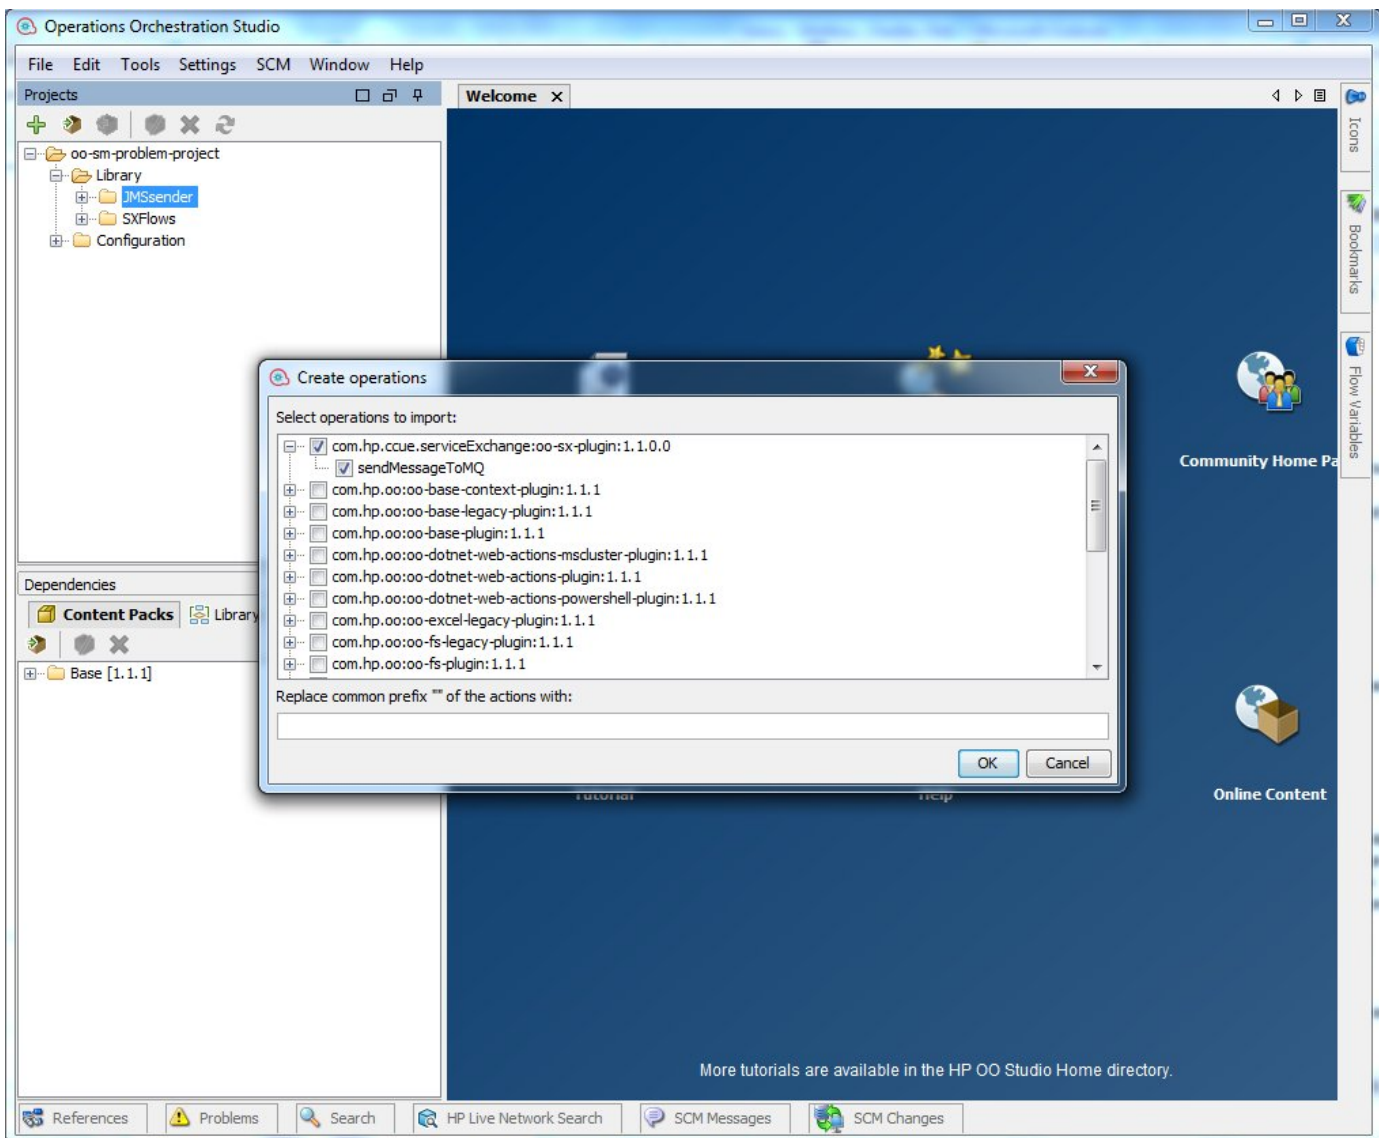 Operations Orchestration Studio
File Edit Tools Settings SCM Window Help
Projects
Welcome
oo-sm-problem-project
Library
JMSsender
SXFlows
Configuration
Icons
Bookmarks
Flow Variables
Create operations
Select operations to import:
com.hp.ccue.serviceExchange:oo-sx-plugin:1.1.0.0
sendMessageToMQ
com.hp.oo:oo-base-context-plugin:1.1.1
com.hp.oo:oo-base-legacy-plugin:1.1.1
com.hp.oo:oo-base-plugin:1.1.1
com.hp.oo:oo-dotnet-web-actions-mscluster-plugin:1.1.1
com.hp.oo:oo-dotnet-web-actions-plugin:1.1.1
com.hp.oo:oo-dotnet-web-actions-powershell-plugin:1.1.1
com.hp.oo:oo-excel-legacy-plugin:1.1.1
com.hp.oo:oo-fs-legacy-plugin:1.1.1
com.hp.oo:oo-fs-plugin:1.1.1
Replace common prefix "" of the actions with:
OK Cancel
Community Home Pa
Dependencies
Content Packs Library
Base [1.1.1]
Tutorial Help Online Content
More tutorials are available in the HP OO Studio Home directory.
References Problems Search HP Live Network Search SCM Messages SCM Changes